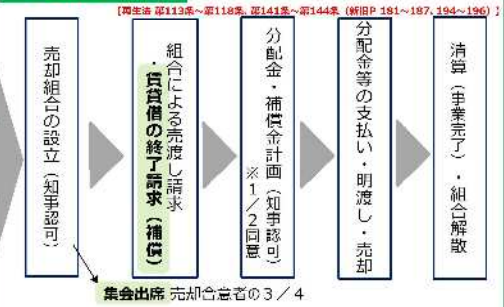 【再生法 第113条～第118条、第141条～第144条（新旧P 181～187、194～196）】
売却組合の設立（知事認可）
組合による売渡し請求
・賃貸借の終了請求（補償）
分配金・補償金計画（知事認可）
※１／２同意
分配金等の支払い・明渡し・売却
清算（事業完了）・組合解散
集会出席 売却合意者の３／４